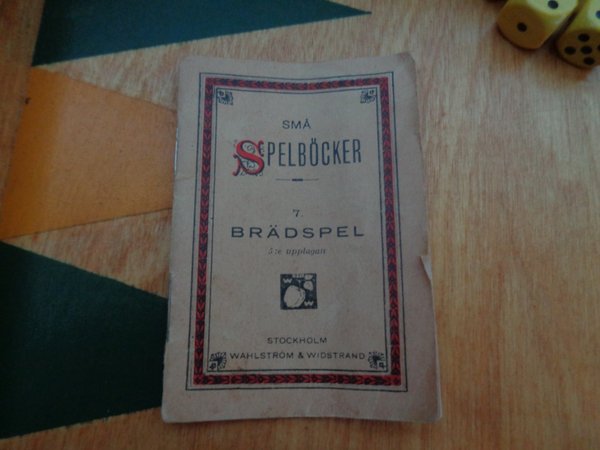 SMÅ
SPELBÖCKER
7.
BRÄDSPEL
5:e upplagan
STOCKHOLM
WAHLSTRÖM & WIDSTRAND